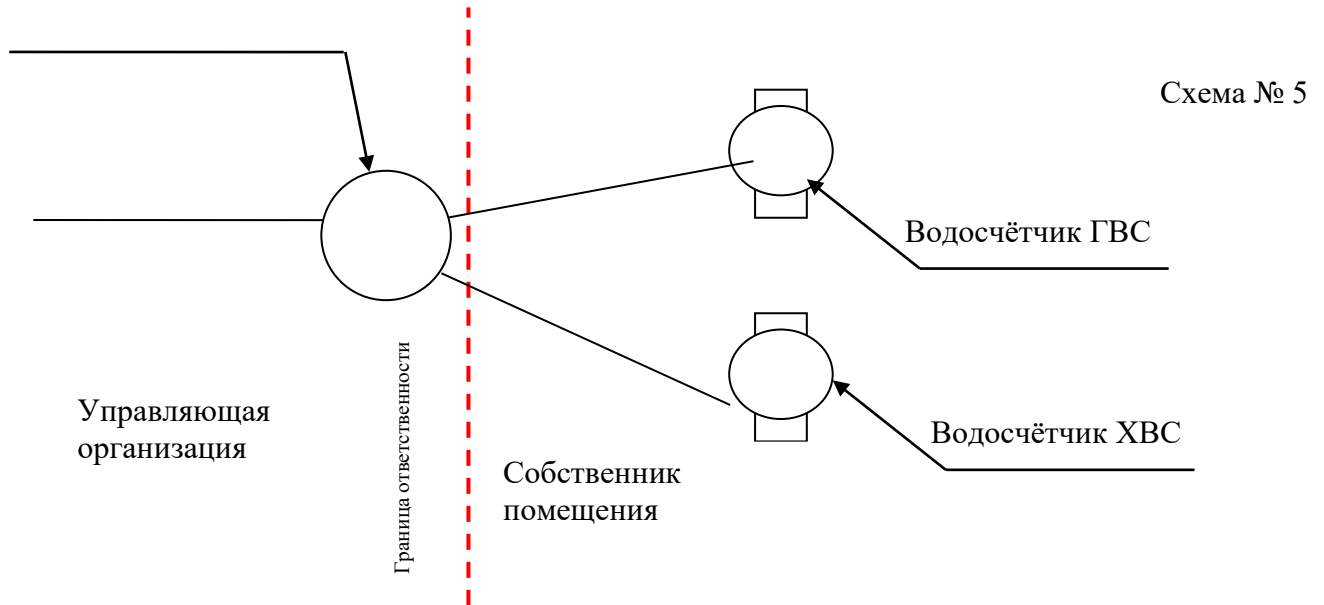 Схема № 5
Водосчётчик ГВС
Управляющая
организация
Граница ответственности
Водосчётчик ХВС
Собственник
помещения